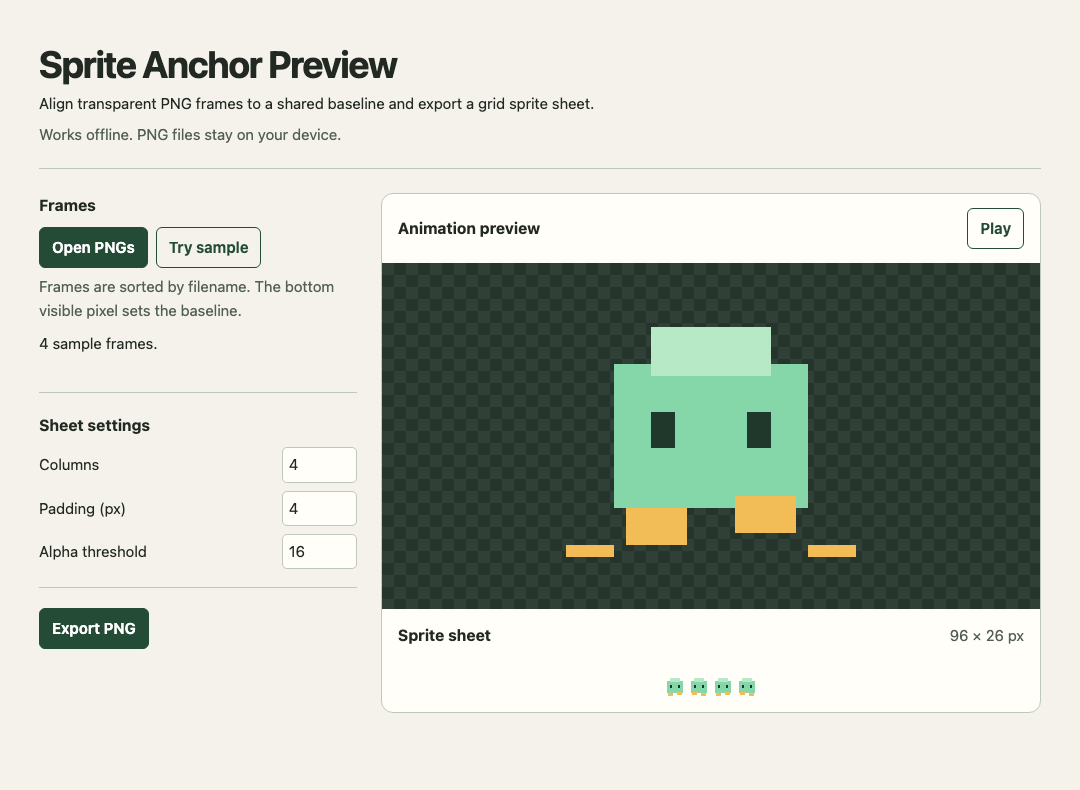 Sprite Anchor Preview
Align transparent PNG frames to a shared baseline and export a grid sprite sheet.
Works offline. PNG files stay on your device.
Frames
Open PNGs
Try sample
Frames are sorted by filename. The bottom
visible pixel sets the baseline.
4 sample frames.
Sheet settings
Columns
4
Padding (px)
4
Alpha threshold
16
Export PNG
Animation preview
Play
Sprite sheet
96 × 26 px